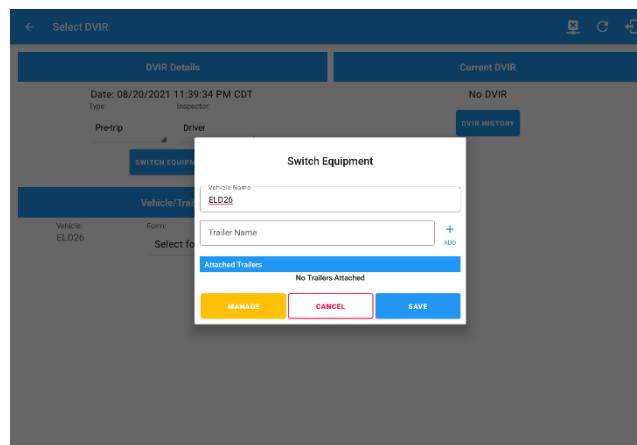 Select DVIR
DVIR Details
Current DVIR
Date: 08/20/2021 11:39:34 PM CDT
No DVIR
Type:
Inspector:
Pre-trip
Driver
DVIR HISTORY
SWITCH EQUIPM
Vehicle/Trai
Vehicle:
Form:
ELD26
Select fo
Switch Equipment
Vehicle Name
ELD26
Trailer Name
+
ADD
Attached Trailers
No Trailers Attached
MANAGE
CANCEL
SAVE